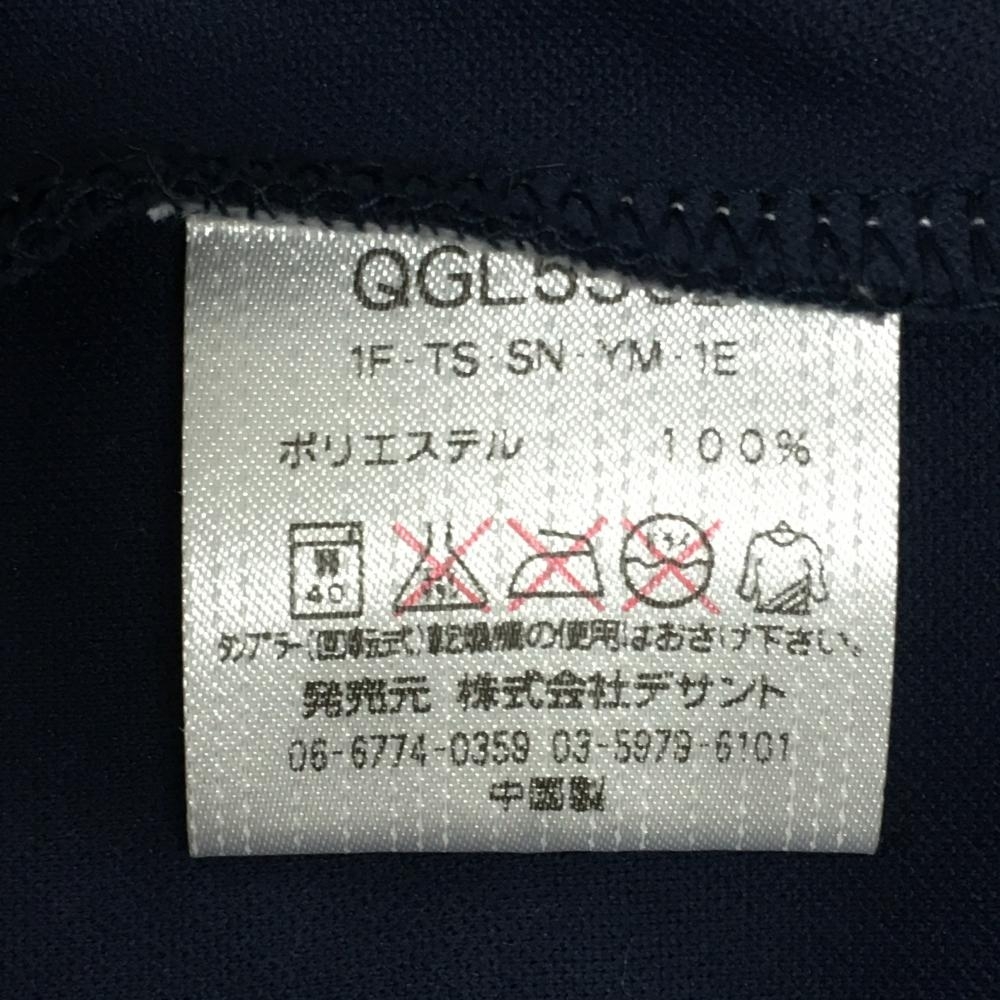 1F-TS-SN-YM-1E
ポリエステル 100%
40
タンブラー(回転式)乾燥機の使用はおさけ下さい。
発売元 株式会社デサント
06-6774-0359 03-5979-6101
中国製